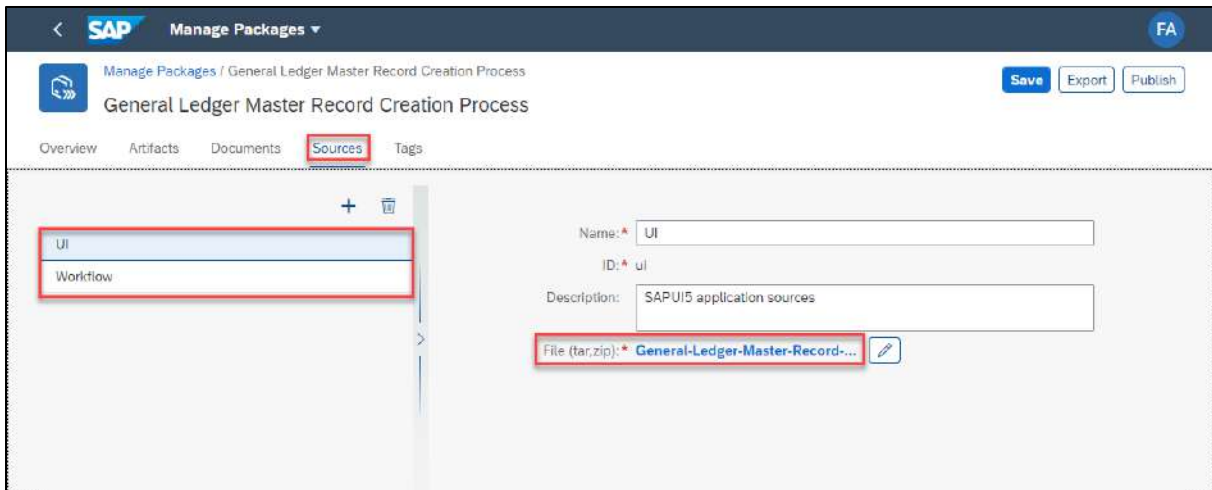 SAP Manage Packages FA
Manage Packages / General Ledger Master Record Creation Process
General Ledger Master Record Creation Process
Save Export Publish
Overview Artifacts Documents Sources Tags
UI
Workflow
Name:* UI
ID:* ui
Description: SAPUI5 application sources
File (tar,zip):* General-Ledger-Master-Record-...